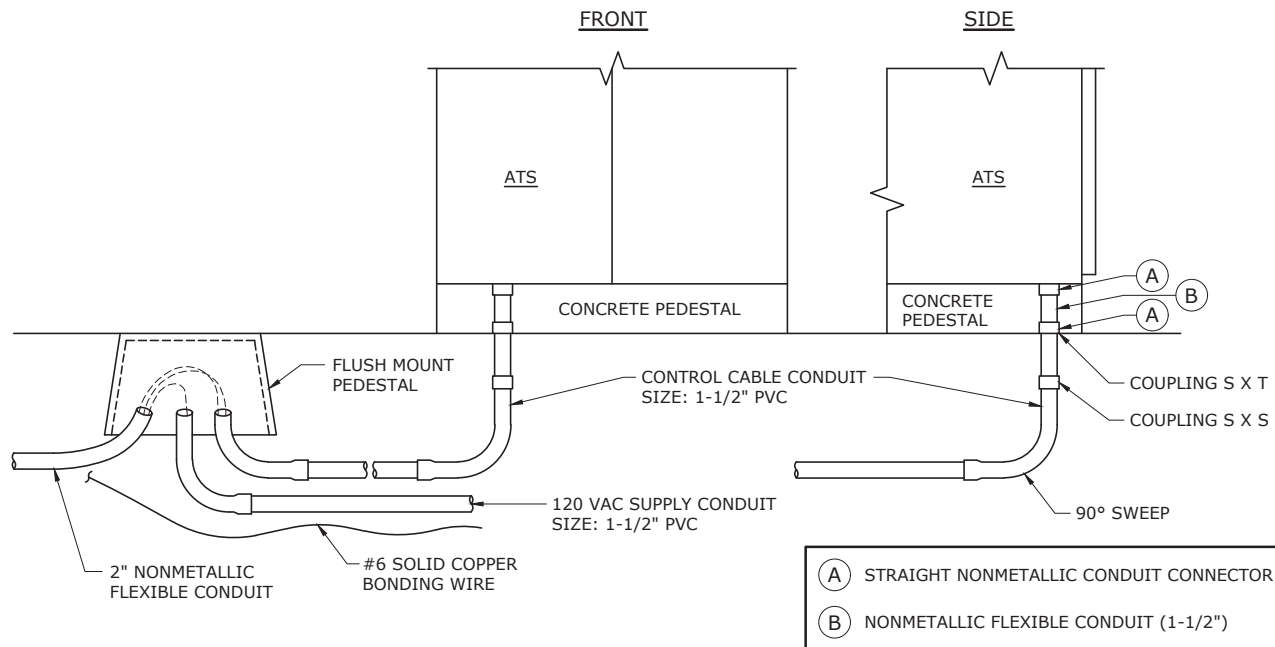 FRONT
SIDE
ATS
ATS
A
B
A
CONCRETE PEDESTAL
CONCRETE
PEDESTAL
FLUSH MOUNT
PEDESTAL
CONTROL CABLE CONDUIT
SIZE: 1-1/2" PVC
COUPLING S X T
COUPLING S X S
120 VAC SUPPLY CONDUIT
SIZE: 1-1/2" PVC
90° SWEEP
2" NONMETALLIC
FLEXIBLE CONDUIT
#6 SOLID COPPER
BONDING WIRE
A STRAIGHT NONMETALLIC CONDUIT CONNECTOR
B NONMETALLIC FLEXIBLE CONDUIT (1-1/2")